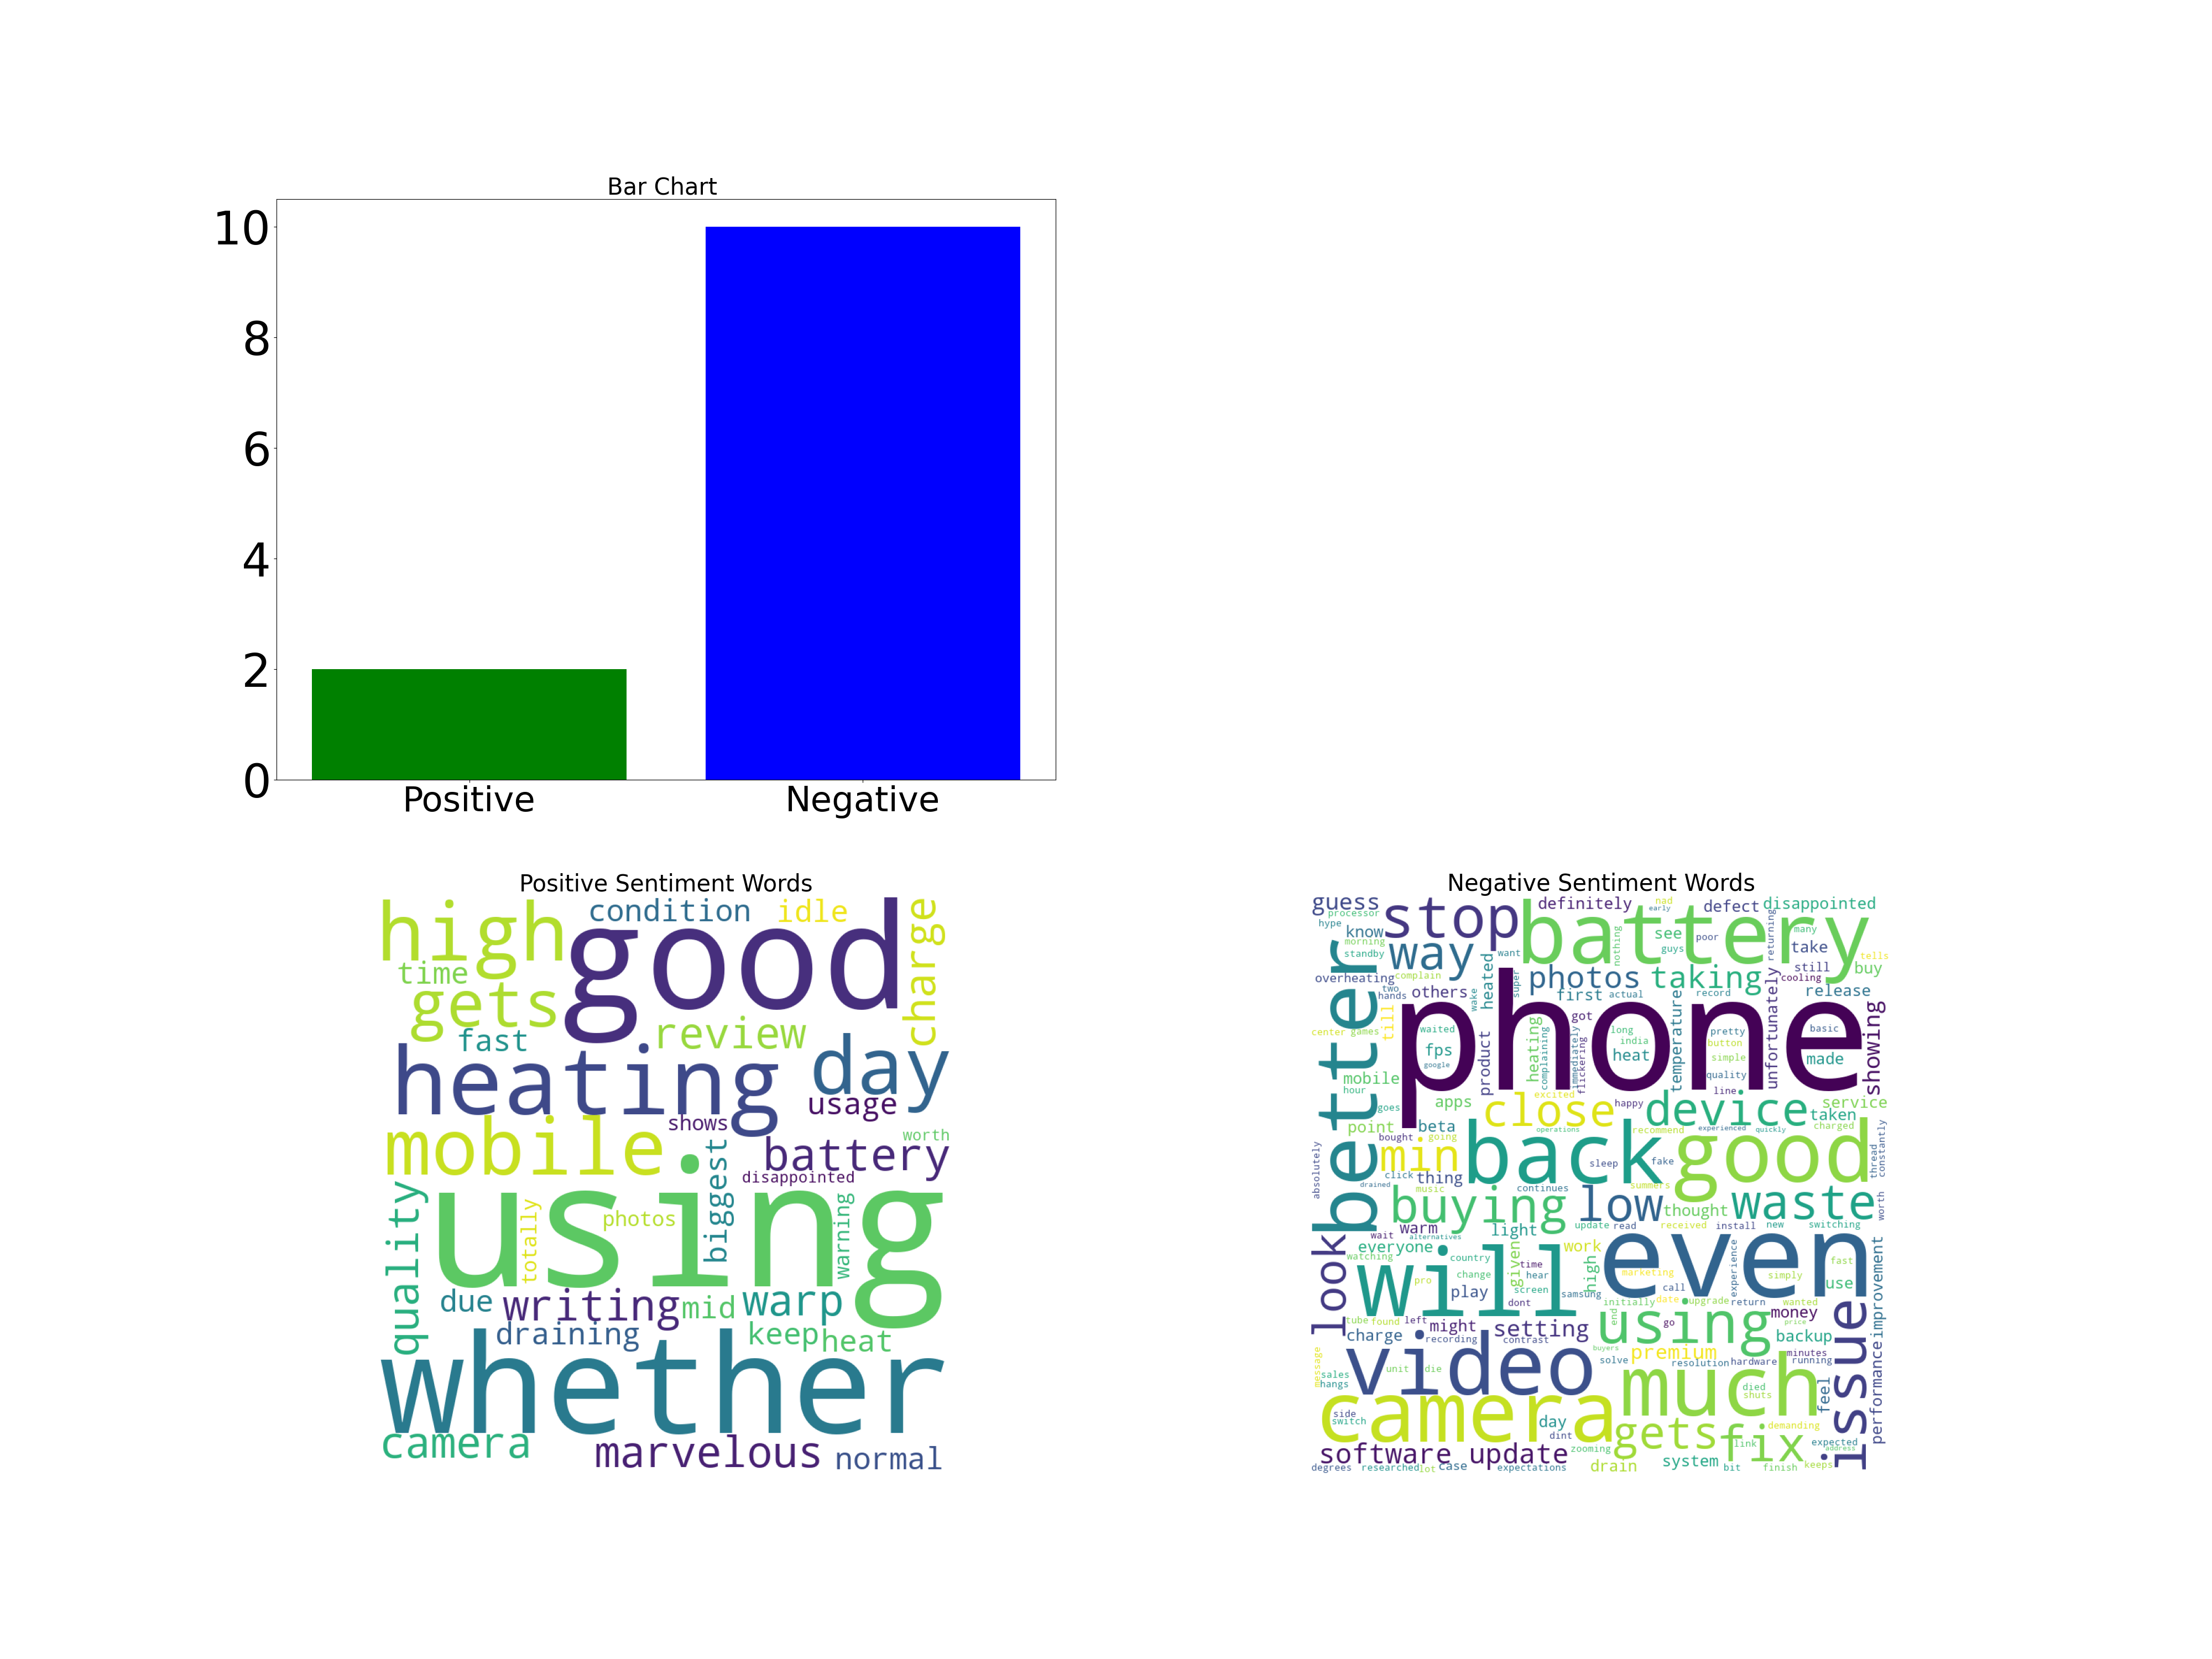 Bar Chart
10
8
6
4
2
0
Positive Negative
Positive Sentiment Words
high
good
condition
idle
charge
time
gets
fast
review
day
heating
usage
shows
mobile
worth
battery
biggest
disappointed
using
quality
totally
photos
warning
due
writing
mid
warp
draining
keep
heat
whether
camera
marvelous
normal
Negative Sentiment Words
guess
stop
battery
definitely
nad
early
defect
disappointed
processor
hype
know
morning
standby
way
want
nothing
see
guys
poor
returning
many
take
tells
overheating
complain
heated
super
photos
taking
still
cooling
buy
better
two
hands
others
wake
first
actual
record
unfortunately
release
phone
center
games
till
waited
fps
google
product
heating
complaining
immediately
flickering
got
long
india
heat
temperature
pretty
button
simple
quality
line
basic
made
showing
mobile
hour
goes
apps
close
excited
happy
device
service
taken
point
beta
operations
recommend
experienced
quickly
charged
bought
going
absolutely
min
back
sleep
fake
good
thread
constantly
click
thing
drained
music
continues
summers
buying
low
thought
waste
worth
look
warm
light
update
read
received
install
new
switching
wait
alternatives
everyone
watching
will
country
change
pro
play
time
hear
screen
dont
given
samsung
work
high
even
marketing
call
experience
simply
fast
use
improvement
initially
date
upgrade
return
wanted
tube
found
left
might
setting
using
end
go
money
price
backup
issue
charge
recording
contrast
buyers
premium
minutes
message
sales
hangs
video
unit
die
solve
resolution
hardware
running
performance
much
died
shuts
feel
camera
side
switch
day
dint
gets
fix
demanding
link
expected
address
software
update
zooming
degrees
researched
lot
case
expectations
drain
system
bit
finish
keeps